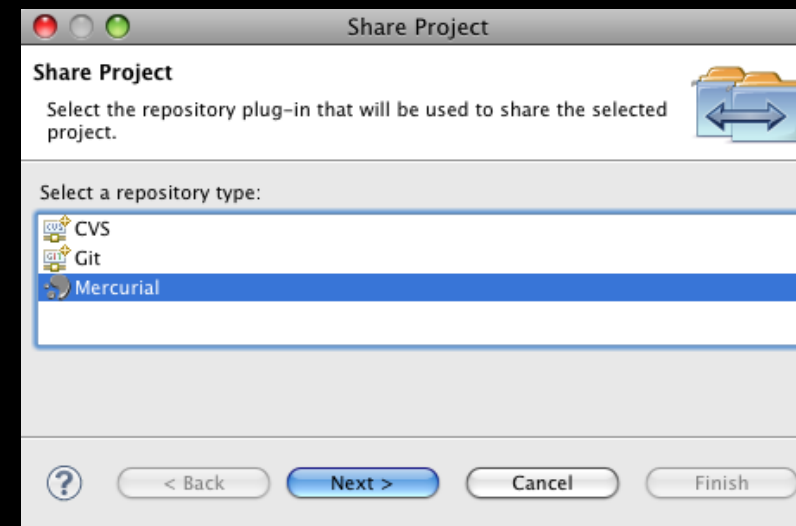 Share Project
Share Project
Select the repository plug-in that will be used to share the selected
project.
Select a repository type:
CVS
Git
Mercurial
?
< Back
Next >
Cancel
Finish